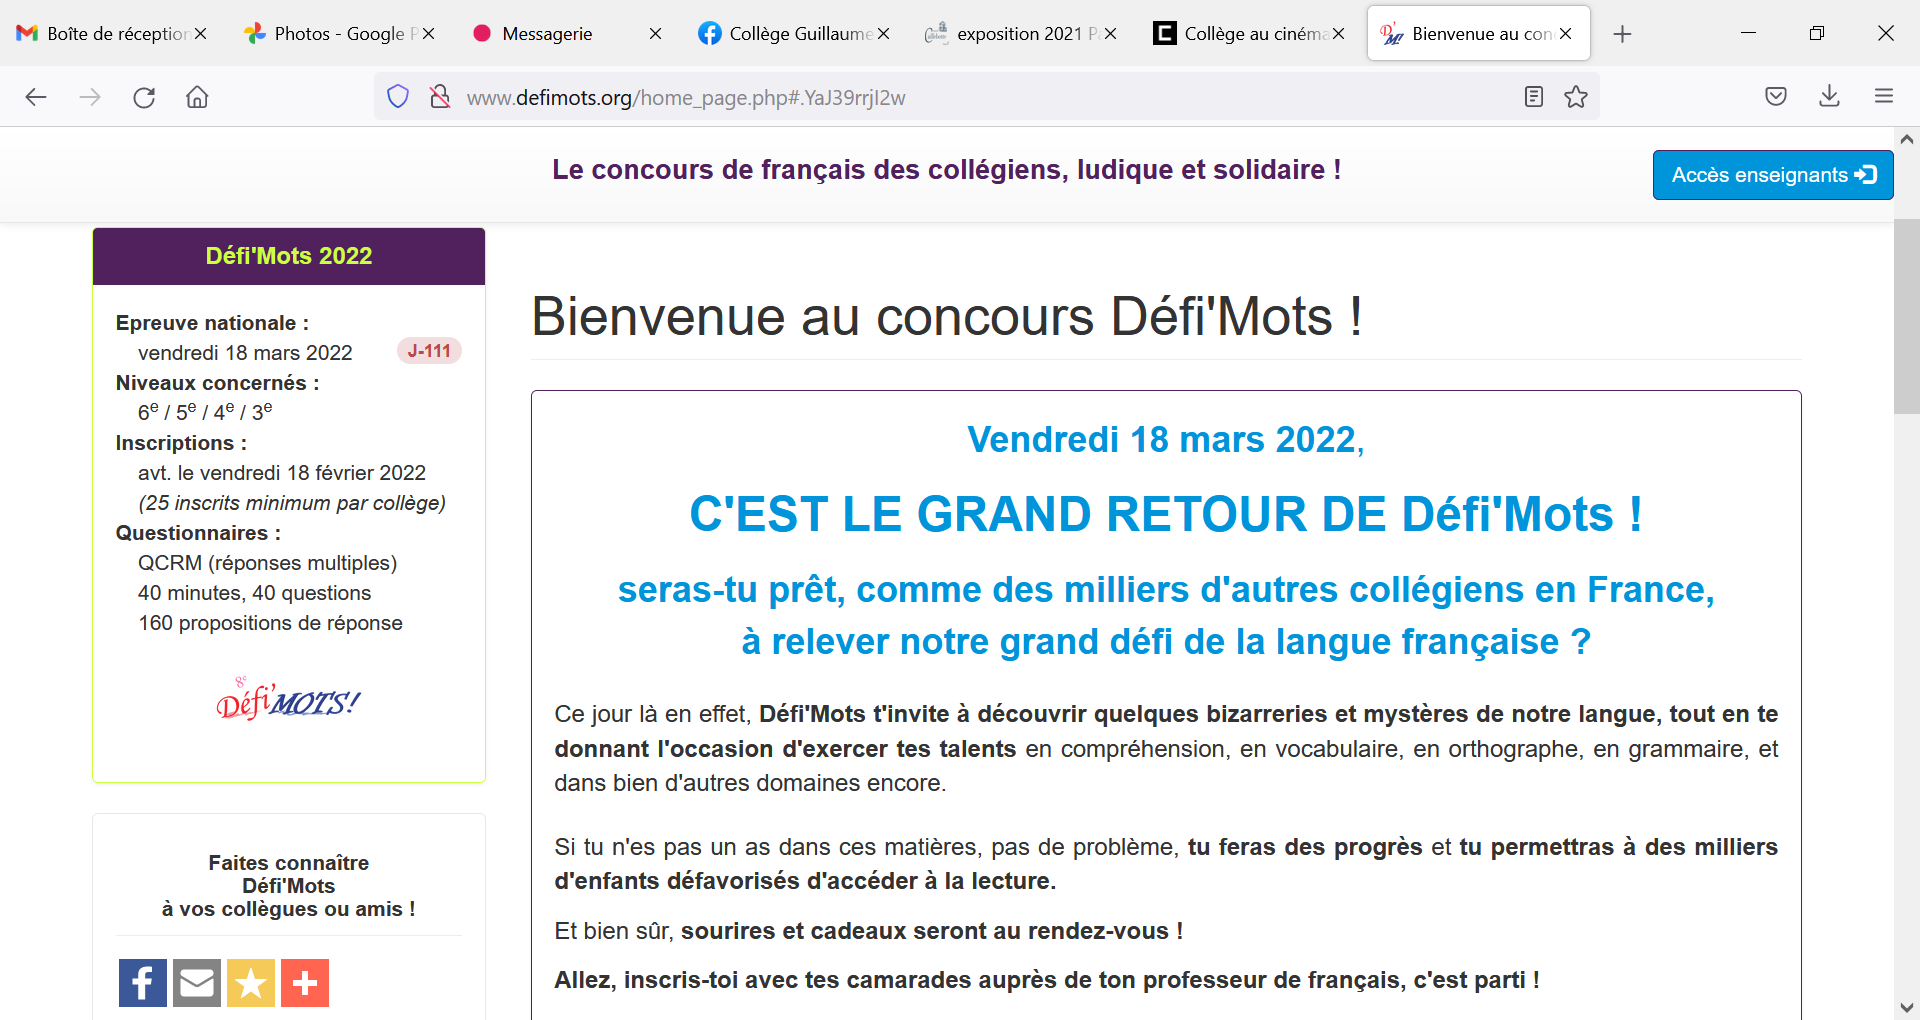 Boîte de réception
Photos - Google P
Messagerie
Collège Guillaume
exposition 2021 P
Collège au cinéma
Bienvenue au con
www.defimots.org/home_page.php#.YaJ39rrjI2w
Le concours de français des collégiens, ludique et solidaire !
Accès enseignants
Défi'Mots 2022
Epreuve nationale :
vendredi 18 mars 2022
J-111
Niveaux concernés :
6e / 5e / 4e / 3e
Inscriptions :
avt. le vendredi 18 février 2022
(25 inscrits minimum par collège)
Questionnaires :
QCRM (réponses multiples)
40 minutes, 40 questions
160 propositions de réponse
8e
Défi'MOTS!
Faites connaître
Défi'Mots
à vos collègues ou amis !
Bienvenue au concours Défi'Mots !
Vendredi 18 mars 2022,
C'EST LE GRAND RETOUR DE Défi'Mots !
seras-tu prêt, comme des milliers d'autres collégiens en France,
à relever notre grand défi de la langue française ?
Ce jour là en effet, Défi'Mots t'invite à découvrir quelques bizarreries et mystères de notre langue, tout en te
donnant l'occasion d'exercer tes talents en compréhension, en vocabulaire, en orthographe, en grammaire, et
dans bien d'autres domaines encore.
Si tu n'es pas un as dans ces matières, pas de problème, tu feras des progrès et tu permettras à des milliers
d'enfants défavorisés d'accéder à la lecture.
Et bien sûr, sourires et cadeaux seront au rendez-vous !
Allez, inscris-toi avec tes camarades auprès de ton professeur de français, c'est parti !